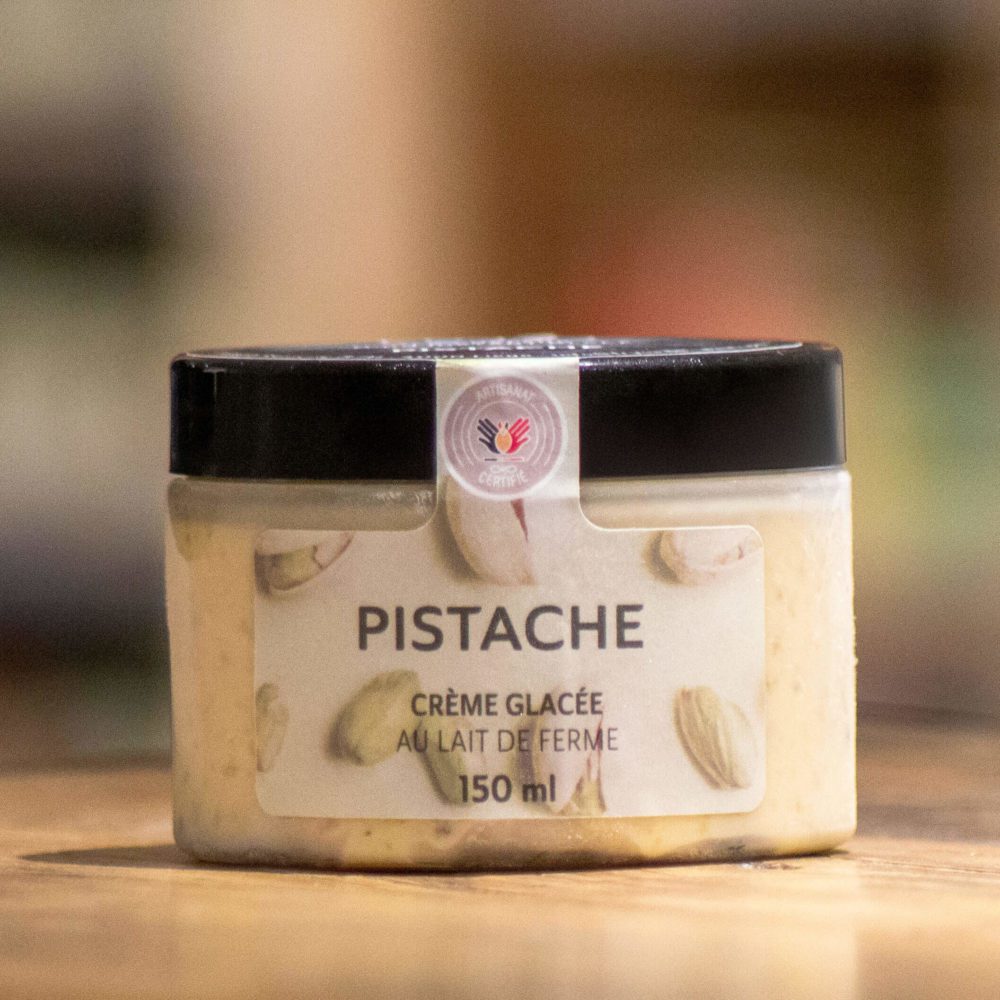 ARTISANAT
CERTIFIÉ
PISTACHE
CRÈME GLACÉE
AU LAIT DE FERME
150 ml